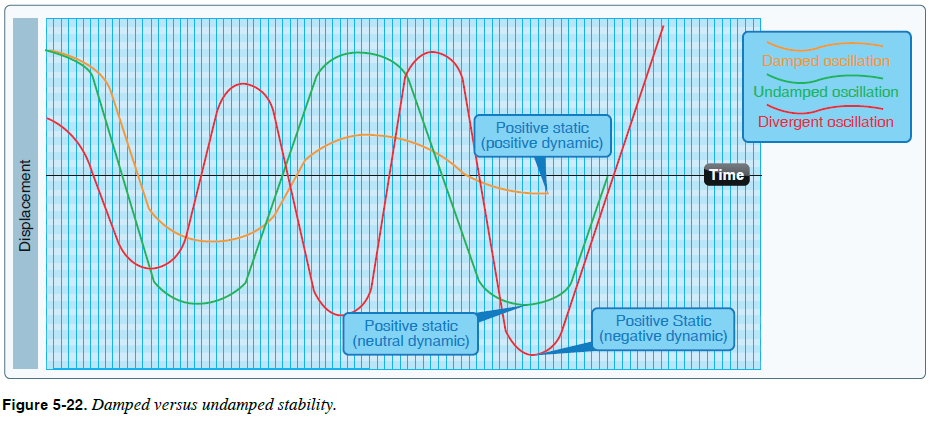 Displacement
Damped oscillation
Undamped oscillation
Divergent oscillation
Positive static
(positive dynamic)
Time
Positive static
(neutral dynamic)
Positive Static
(negative dynamic)
Figure 5-22. Damped versus undamped stability.